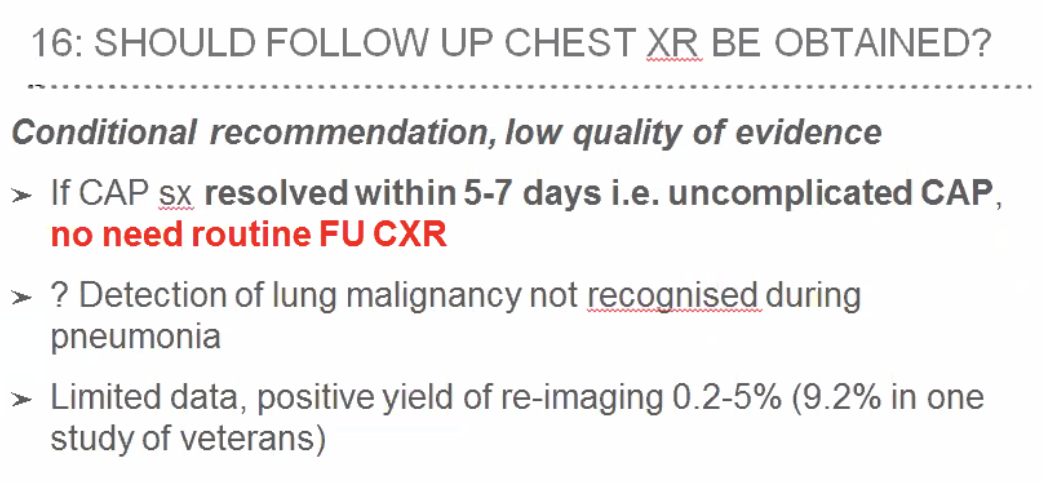 16: SHOULD FOLLOW UP CHEST XR BE OBTAINED?
Conditional recommendation, low quality of evidence
➢ If CAP sx resolved within 5-7 days i.e. uncomplicated CAP,
no need routine FU CXR
➢ ? Detection of lung malignancy not recognised during
pneumonia
➢ Limited data, positive yield of re-imaging 0.2-5% (9.2% in one
study of veterans)